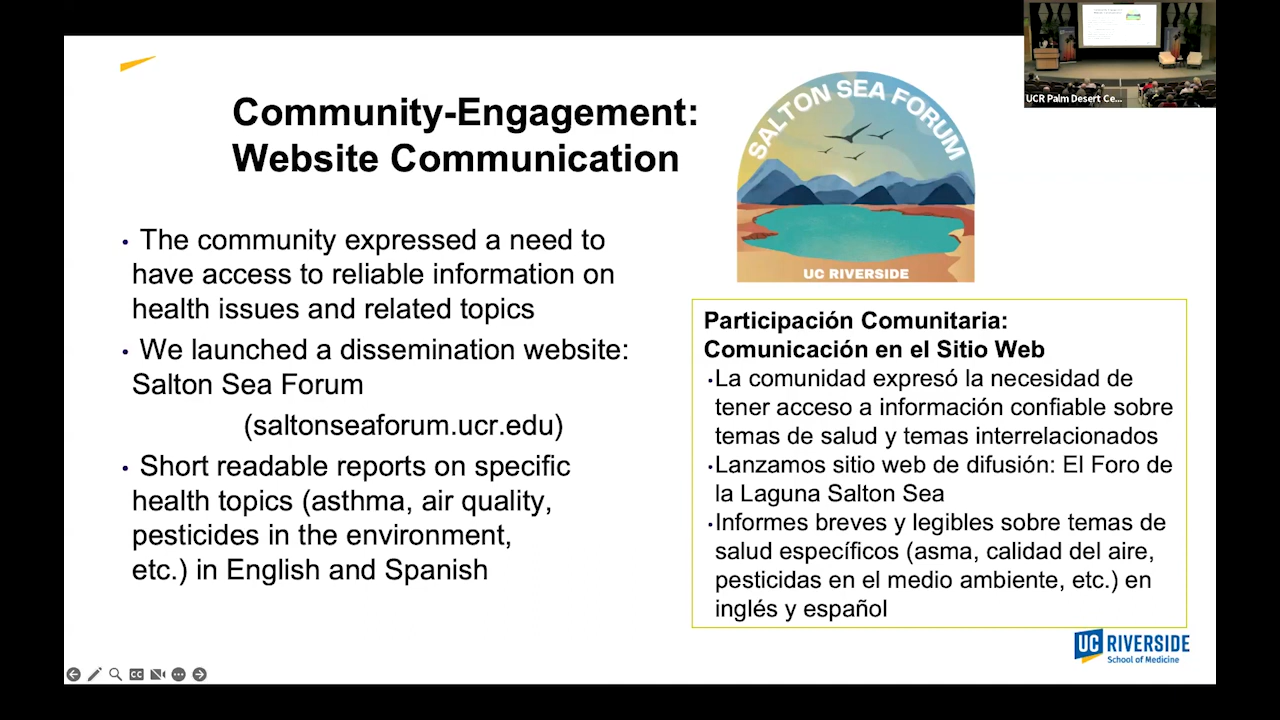 UCR Palm Desert Ce...
Community-Engagement:
Website Communication
SALTON SEA FORUM
UC RIVERSIDE
• The community expressed a need to
have access to reliable information on
health issues and related topics
• We launched a dissemination website:
Salton Sea Forum
(saltonseaforum.ucr.edu)
• Short readable reports on specific
health topics (asthma, air quality,
pesticides in the environment,
etc.) in English and Spanish
Participación Comunitaria:
Comunicación en el Sitio Web
•La comunidad expresó la necesidad de
tener acceso a información confiable sobre
temas de salud y temas interrelacionados
•Lanzamos sitio web de difusión: El Foro de
la Laguna Salton Sea
•Informes breves y legibles sobre temas de
salud específicos (asma, calidad del aire,
pesticidas en el medio ambiente, etc.) en
inglés y español
UC RIVERSIDE
School of Medicine
CC